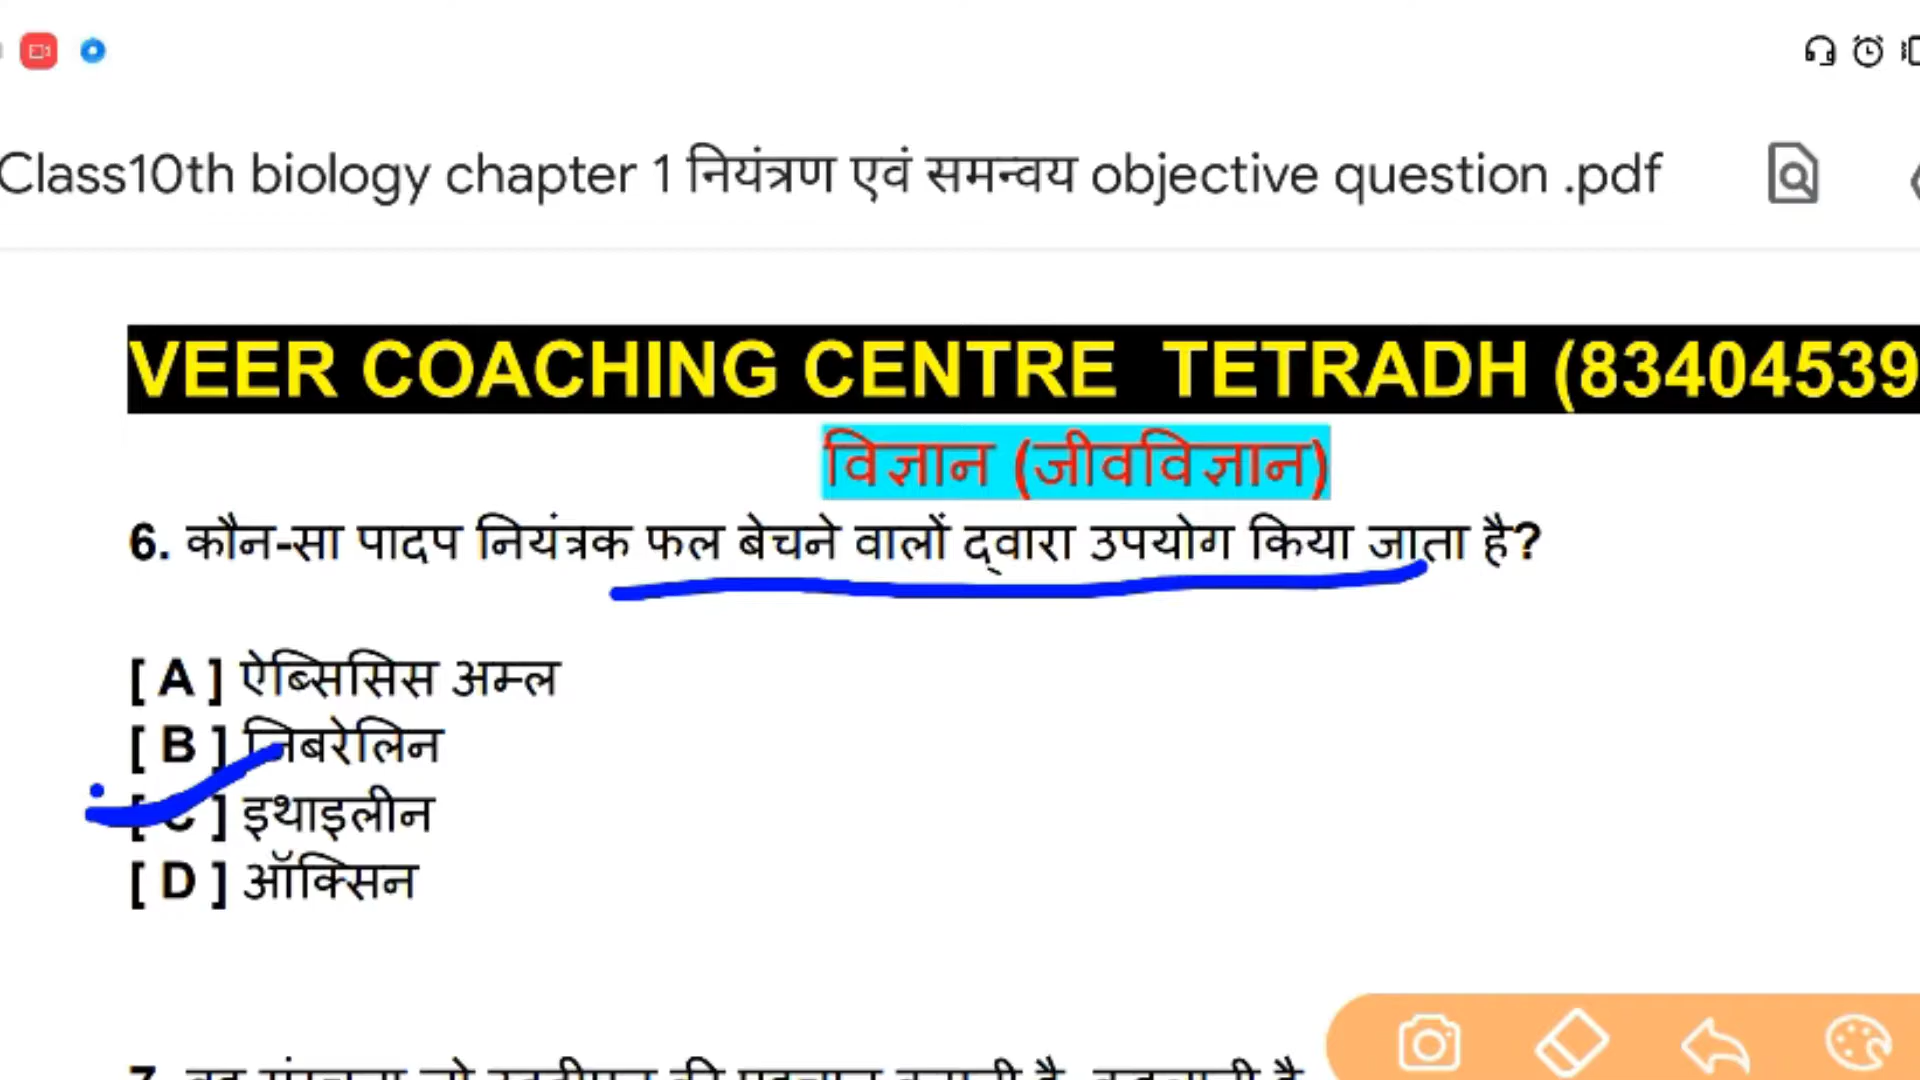 Class10th biology chapter 1 नियंत्रण एवं समन्वय objective question .pdf
VEER COACHING CENTRE TETRADH (83404539
विज्ञान (जीवविज्ञान)
6. कौन-सा पादप नियंत्रक फल बेचने वालों द्वारा उपयोग किया जाता है?
[ A ] ऐब्सिसिस अम्ल
[ B ] जिबरेलिन
[ C ] इथाइलीन
[ D ] ऑक्सिन